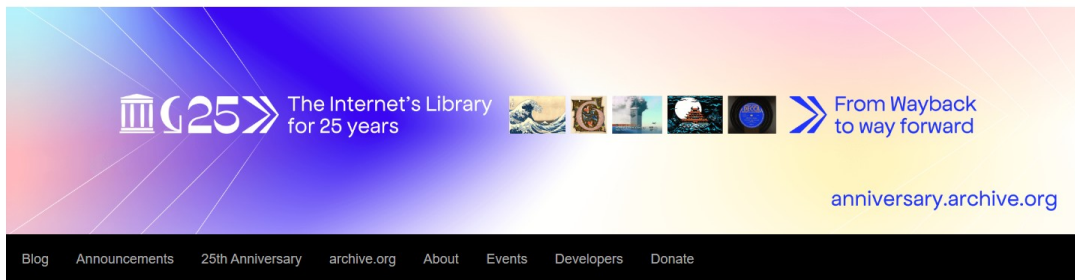 25
The Internet's Library
for 25 years
From Wayback
to way forward
anniversary.archive.org
Blog Announcements 25th Anniversary archive.org About Events Developers Donate